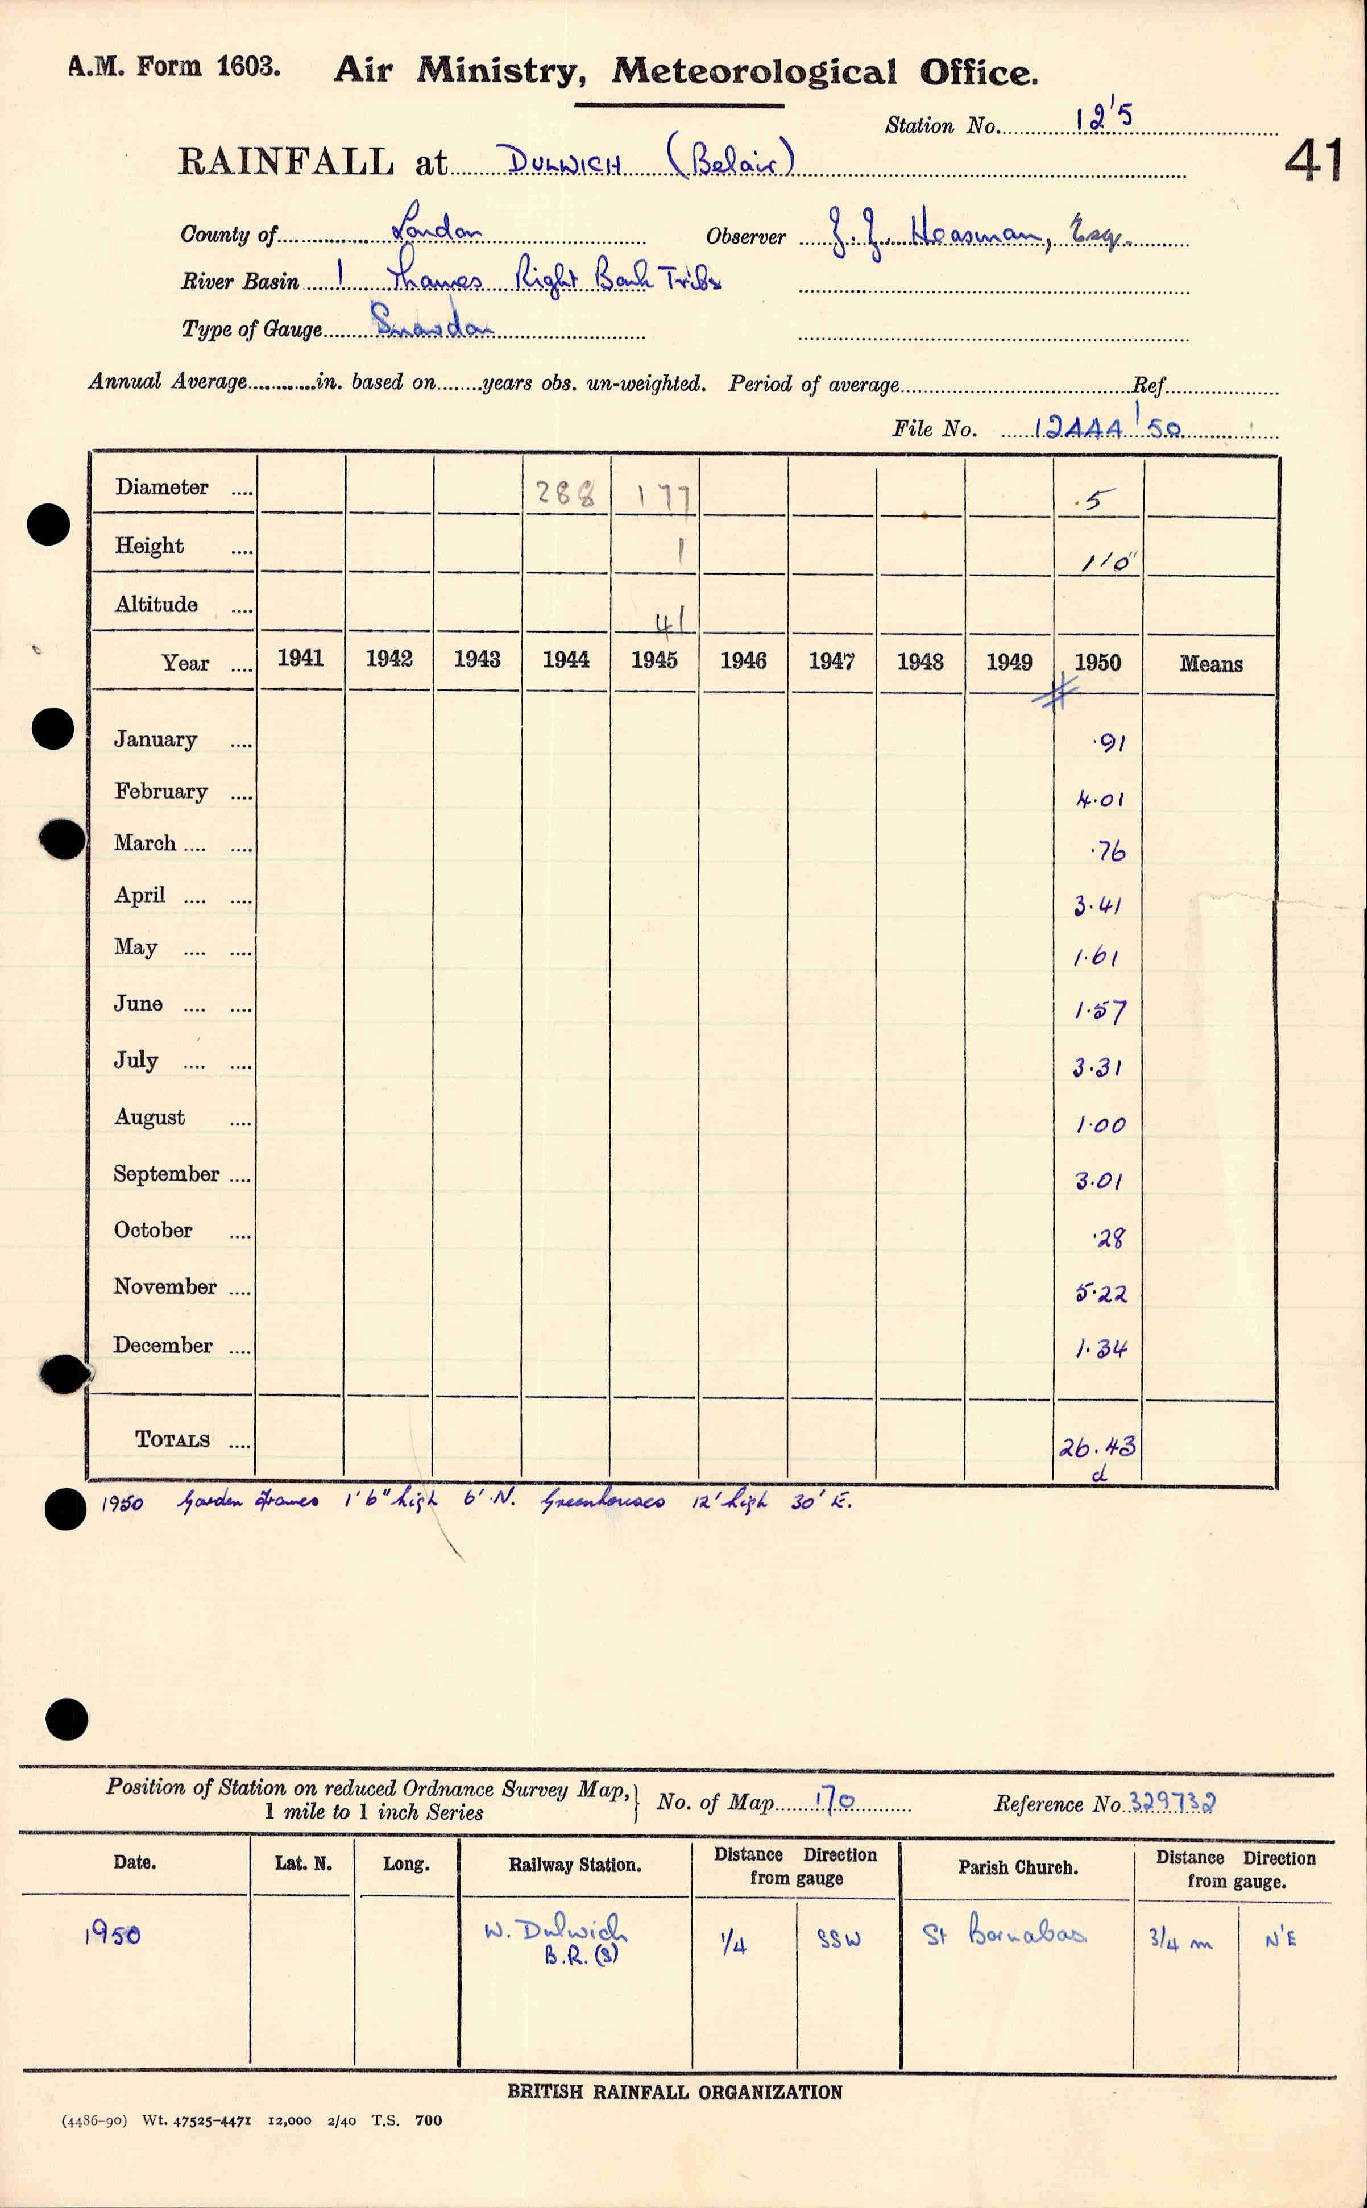 A.M. Form 1603. Air Ministry, Meteorological Office.
Station No. 12'5
41
RAINFALL at DULWICH (Belair)
County of London Observer J. J. Heasman, Esq.
River Basin 1 Thames Right Bank Tribs
Type of Gauge Snowdon
Annual Average............in. based on........years obs. un-weighted. Period of average Ref.
File No. 12AAA'50
Diameter .... 288 177 .5
Height .... 1 1'0"
Altitude .... 41
Year .... 1941 1942 1943 1944 1945 1946 1947 1948 1949 1950 Means
#
January .... .91
February .... 4.01
March .... .... .76
April .... .... 3.41
May .... .... 1.61
June .... .... 1.57
July .... .... 3.31
August .... 1.00
September .... 3.01
October .... .28
November .... 5.22
December .... 1.34
TOTALS .... 26.43
d
1950 Garden frames 1'6" high 6' N. Greenhouses 12' high 30' E.
Position of Station on reduced Ordnance Survey Map, } No. of Map 170 Reference No. 329732
1 mile to 1 inch Series
Date. Lat. N. Long. Railway Station. Distance Direction from gauge Parish Church. Distance Direction from gauge.
1950 W. Dulwich 1/4 SSW St Barnabas 3/4 m N'E
B.R. (S)
BRITISH RAINFALL ORGANIZATION
(4486-90) Wt. 47525-4471 12,000 2/40 T.S. 700